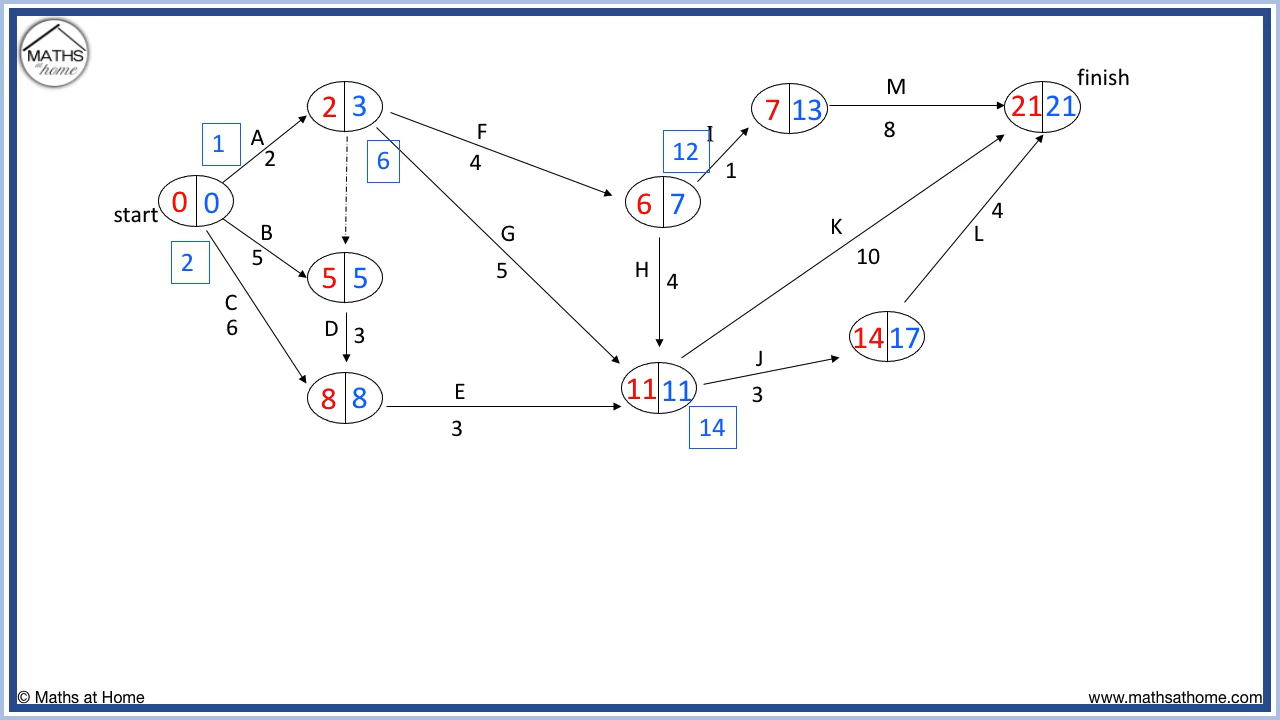 MATHS
at home
finish
M
2 3
7 13
21 21
A
1
F
I
8
2
6
4
12
1
0 0
6 7
start
4
B
G
K
L
5
2
5
H
10
5 5
4
C
D
3
14 17
6
J
E
11 11
3
8 8
3
14
© Maths at Home
www.mathsathome.com